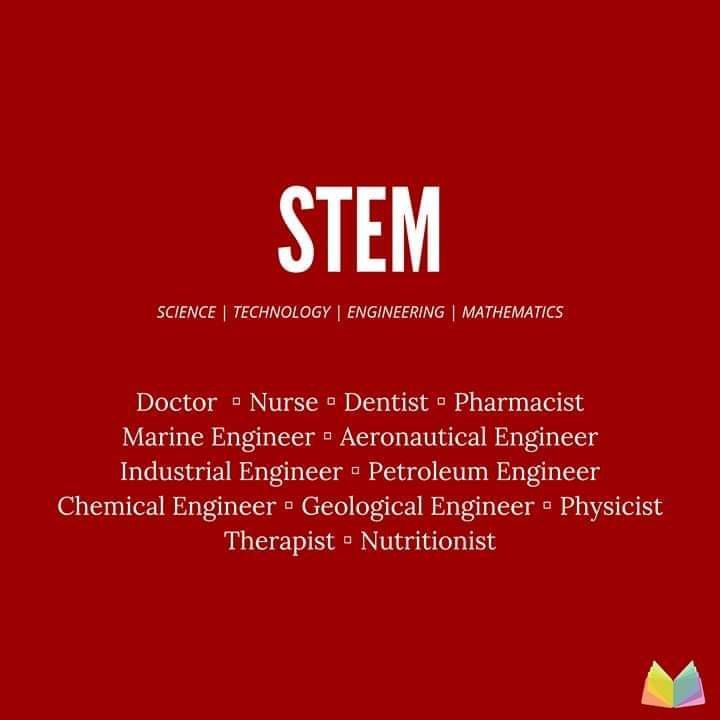 STEM
SCIENCE | TECHNOLOGY | ENGINEERING | MATHEMATICS
Doctor ▫ Nurse ▫ Dentist ▫ Pharmacist
Marine Engineer ▫ Aeronautical Engineer
Industrial Engineer ▫ Petroleum Engineer
Chemical Engineer ▫ Geological Engineer ▫ Physicist
Therapist ▫ Nutritionist